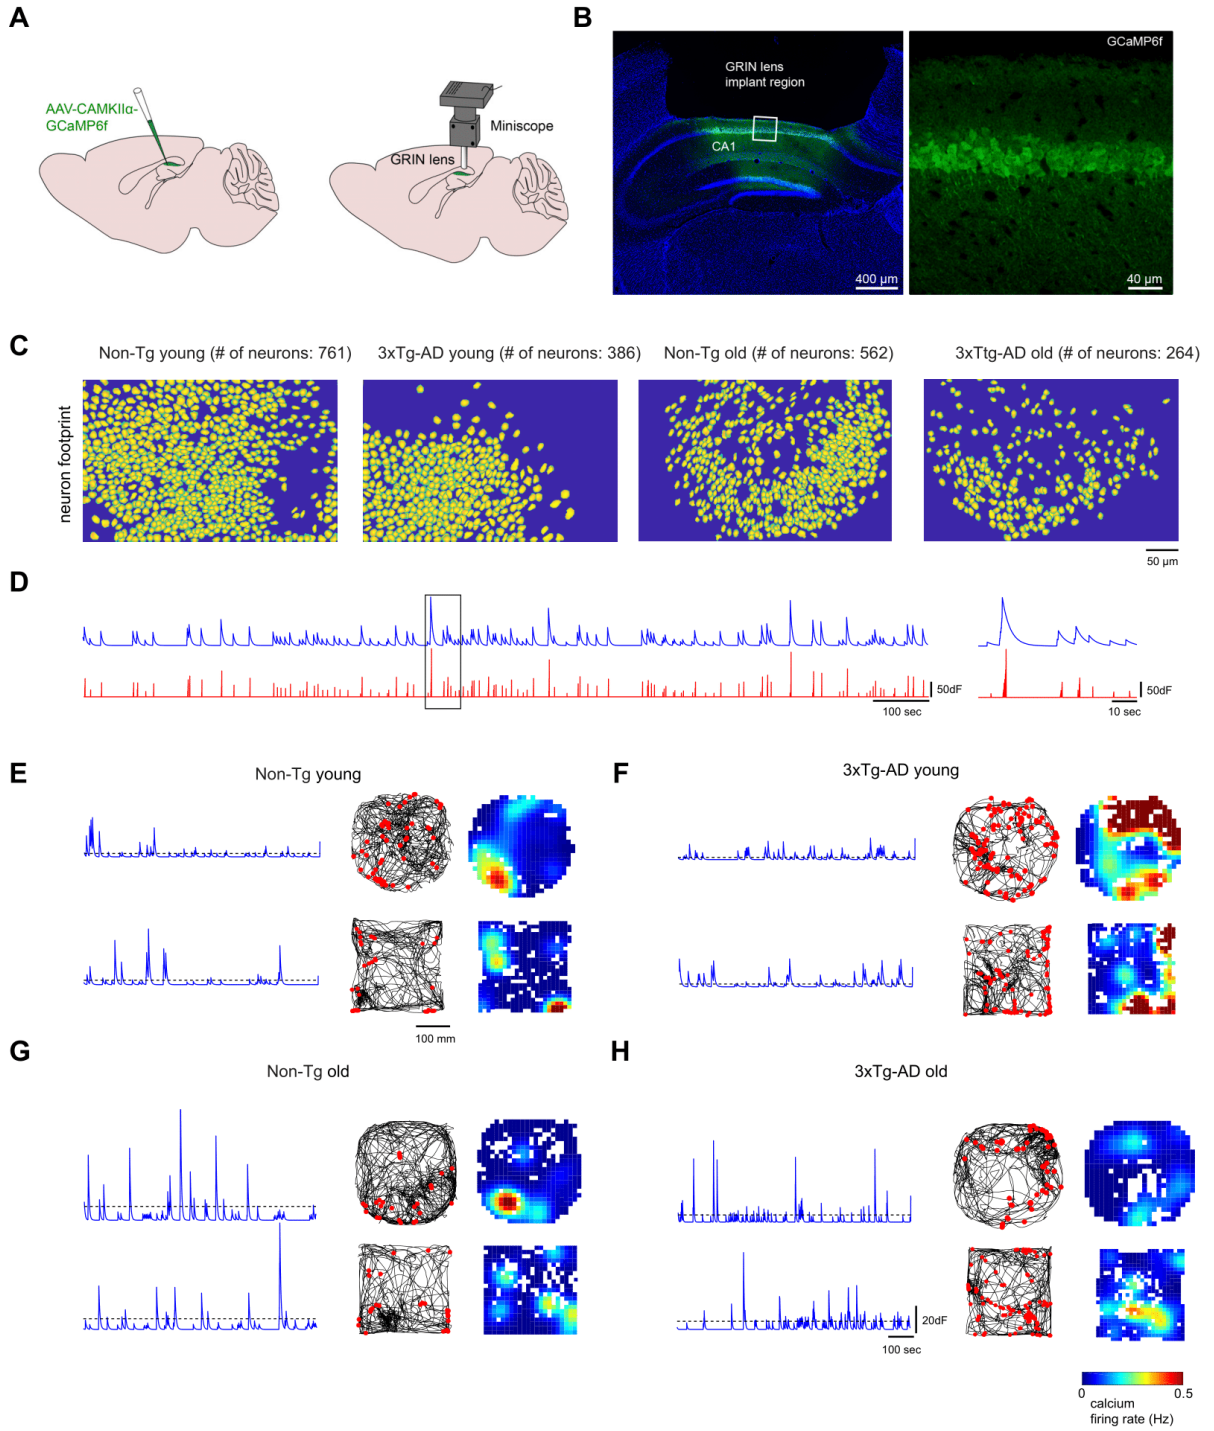 A
AAV-CAMKIIα-
GCaMP6f
GRIN lens
Miniscope
B
GRIN lens
implant region
CA1
400 µm
GCaMP6f
40 µm
C
Non-Tg young (# of neurons: 761)
3xTg-AD young (# of neurons: 386)
Non-Tg old (# of neurons: 562)
3xTtg-AD old (# of neurons: 264)
neuron footprint
50 µm
D
50dF
100 sec
50dF
10 sec
E
Non-Tg young
100 mm
F
3xTg-AD young
G
Non-Tg old
H
3xTg-AD old
20dF
100 sec
0
0.5
calcium
firing rate (Hz)